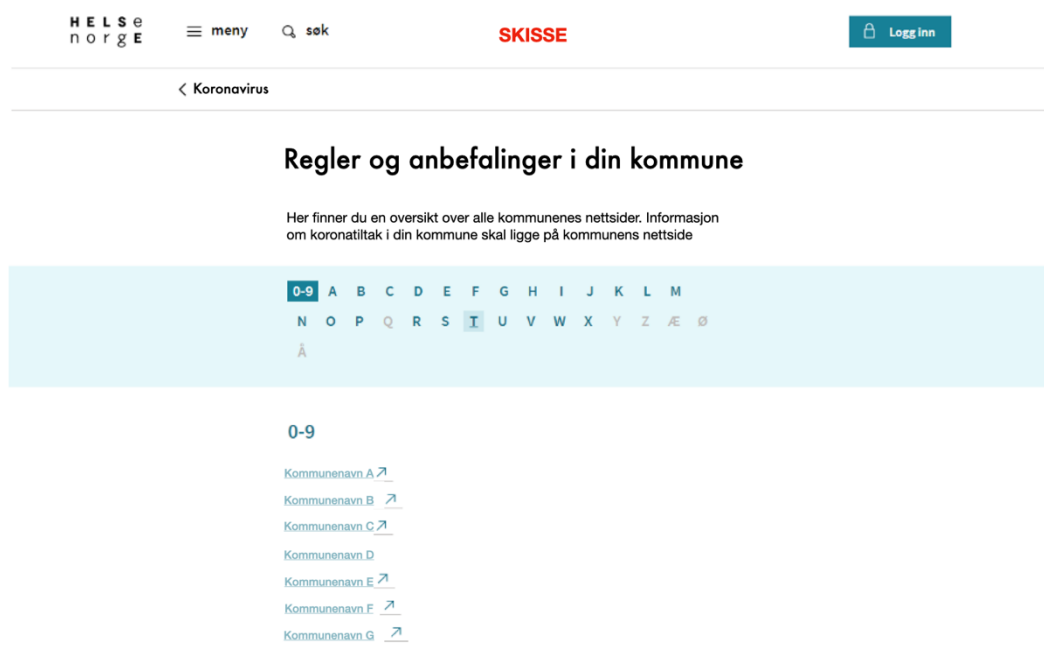 HELSe
norgE
meny
søk
SKISSE
Logg inn
Koronavirus
Regler og anbefalinger i din kommune
Her finner du en oversikt over alle kommunenes nettsider. Informasjon
om koronatiltak i din kommune skal ligge på kommunens nettside
0-9 A B C D E F G H I J K L M
N O P Q R S T U V W X Y Z Æ Ø
Å
0-9
Kommunenavn A
Kommunenavn B
Kommunenavn C
Kommunenavn D
Kommunenavn E
Kommunenavn F
Kommunenavn G